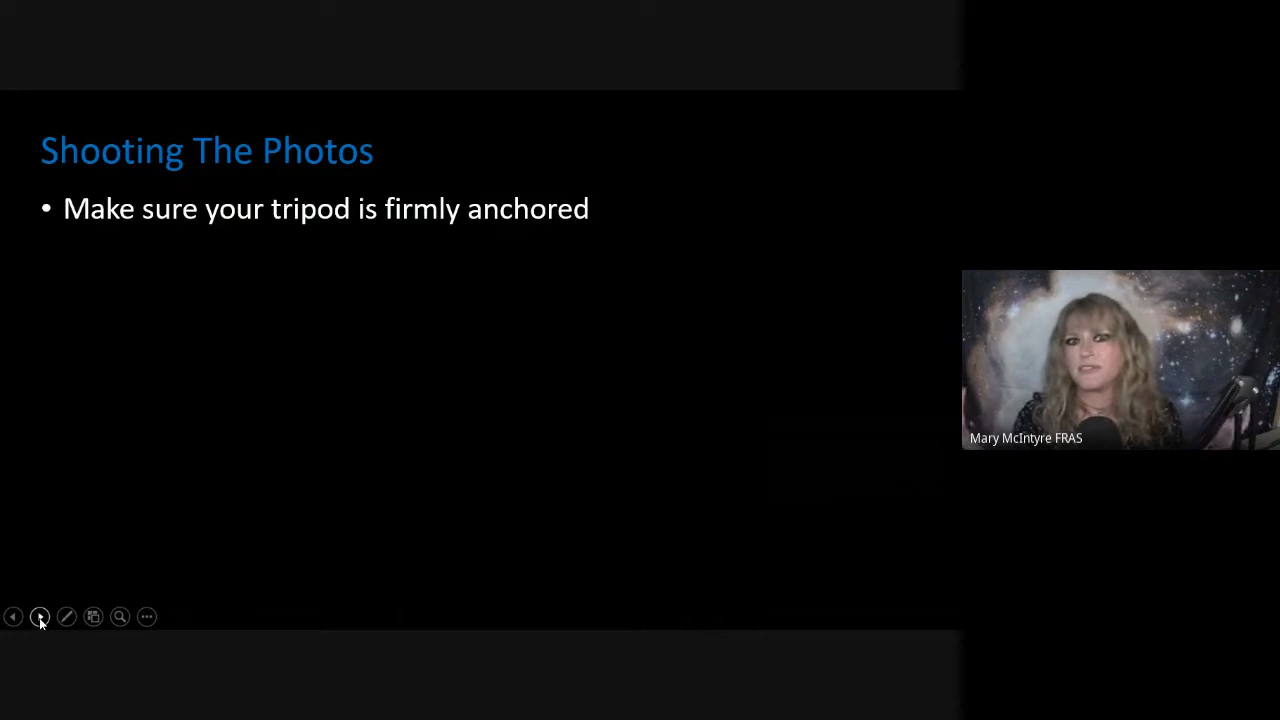 Shooting The Photos
• Make sure your tripod is firmly anchored
Mary McIntyre FRAS